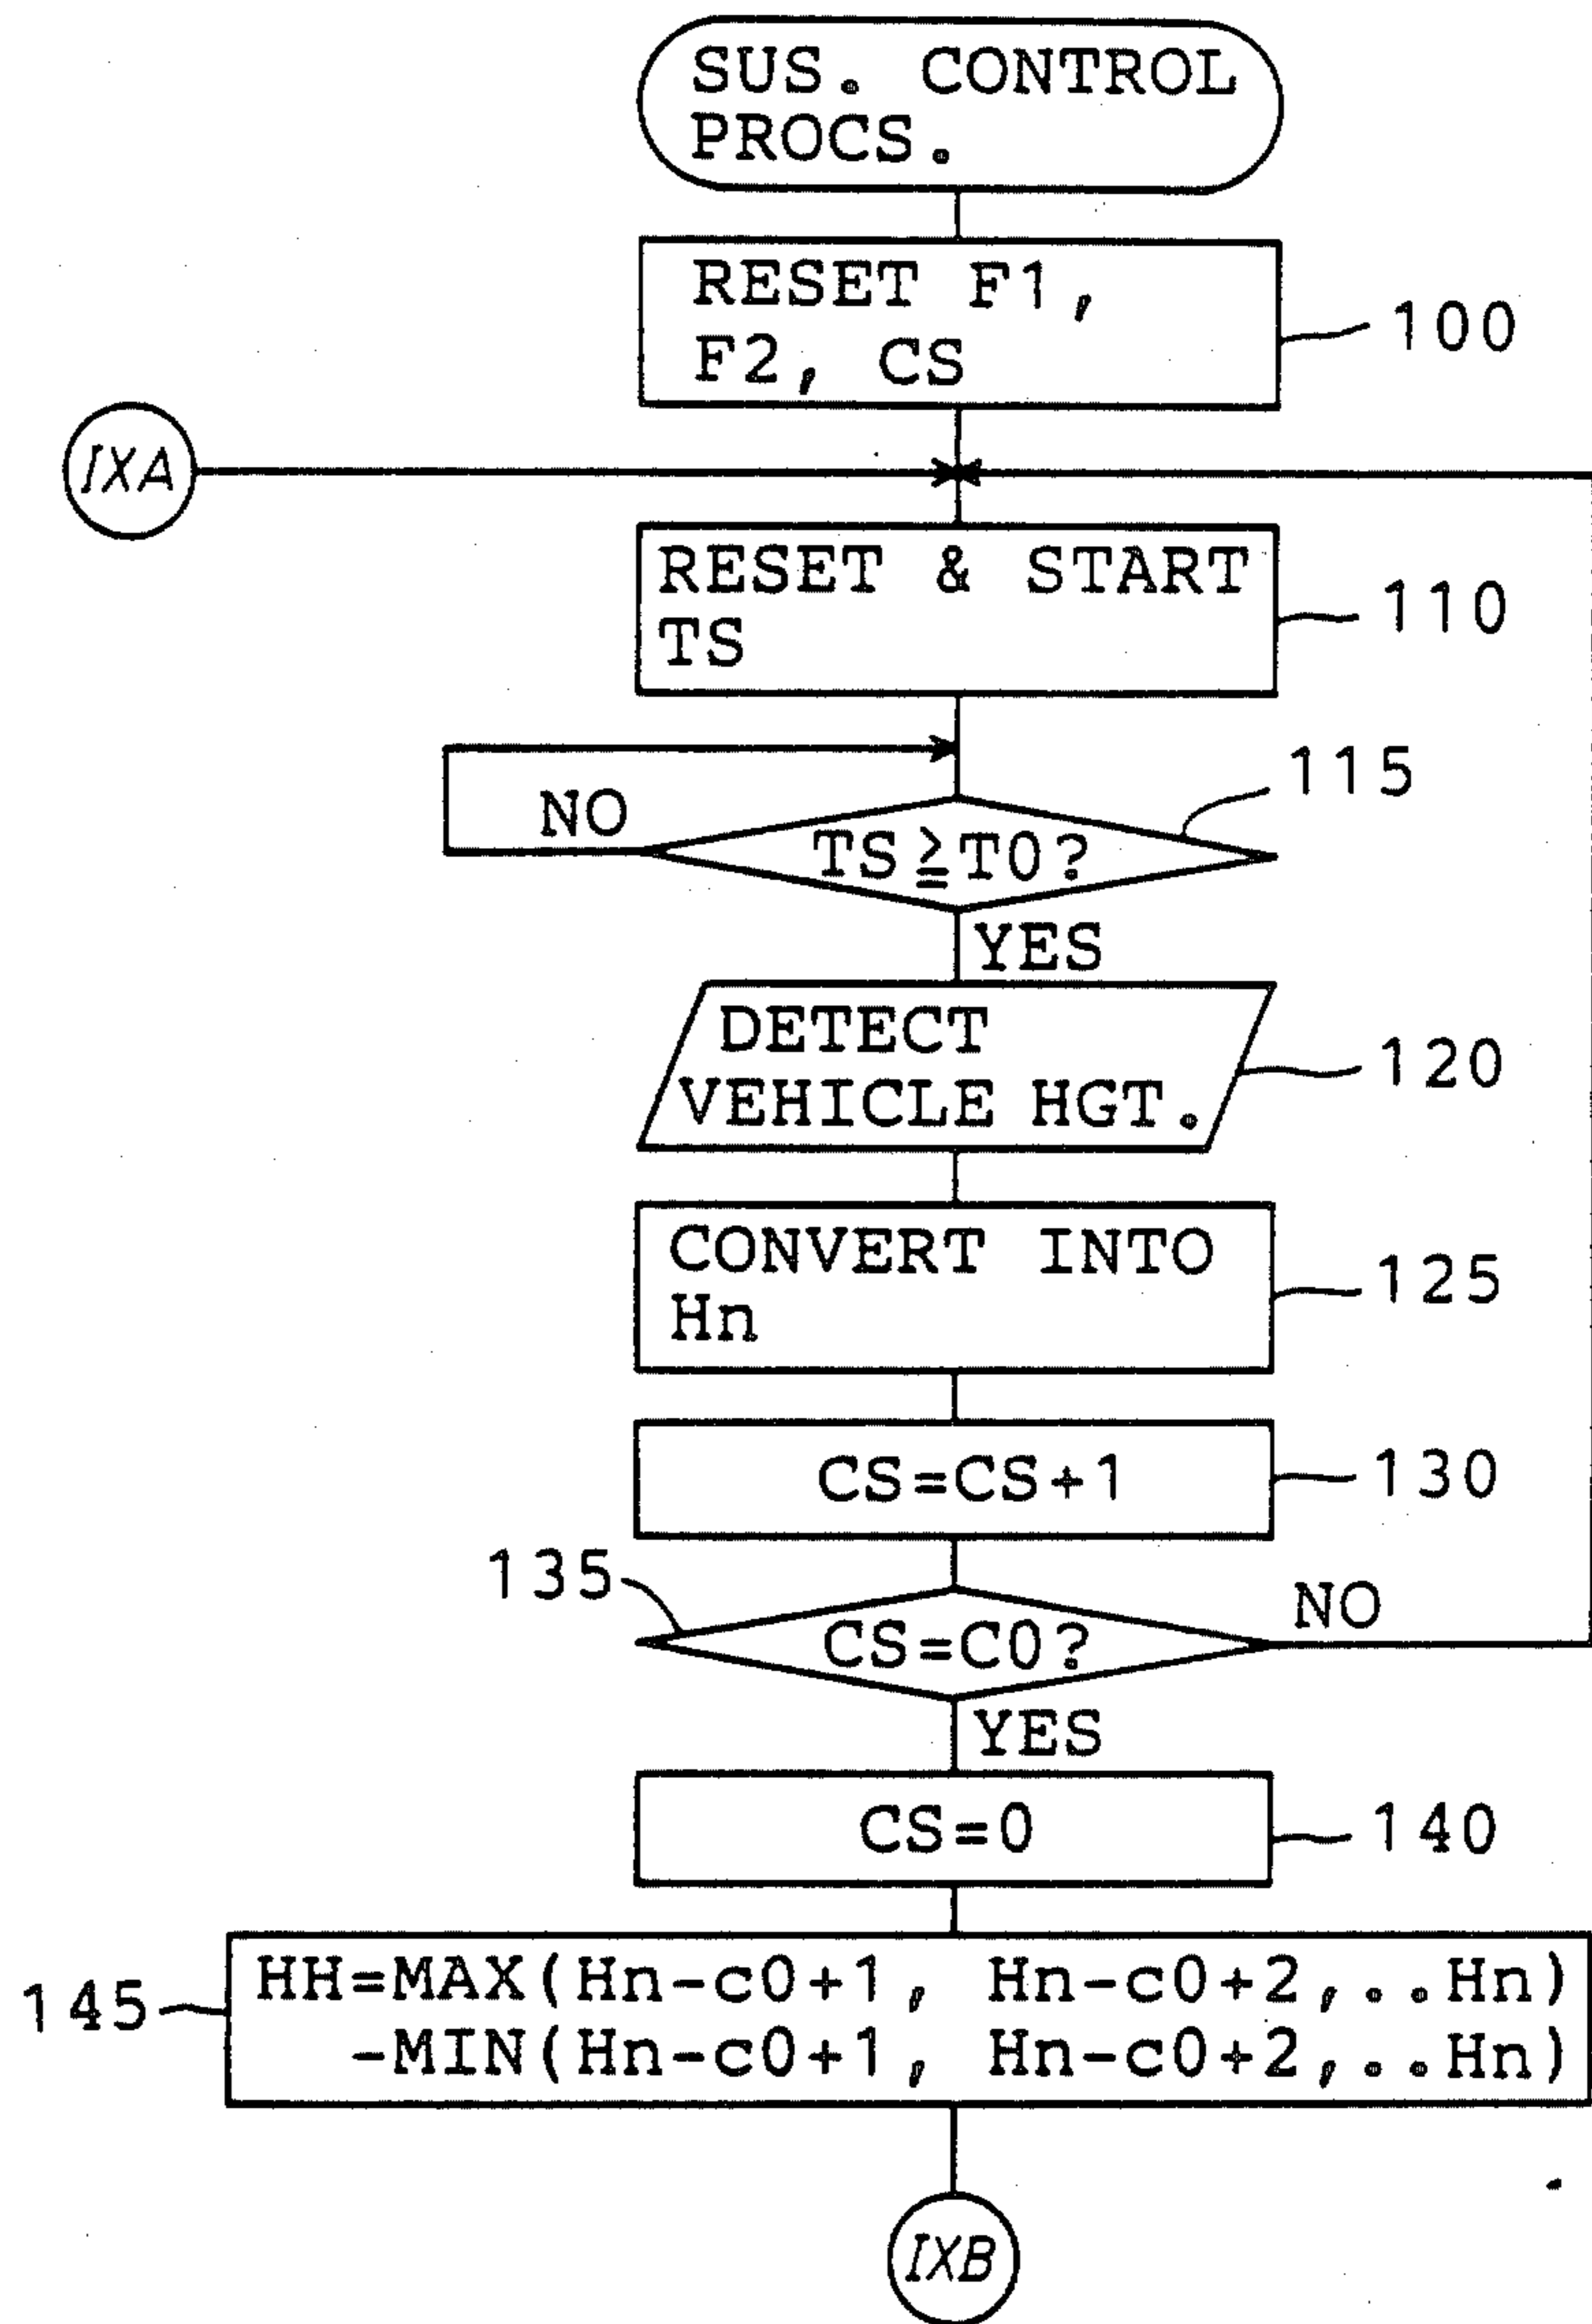 SUS. CONTROL
PROCS.
RESET F1,
F2, CS
100
IXA
RESET & START
TS
110
115
NO
TS≧T0?
YES
DETECT
VEHICLE HGT.
120
CONVERT INTO
Hn
125
CS=CS+1
130
135
CS=C0?
NO
YES
CS=0
140
145
HH=MAX(Hn-c0+1, Hn-c0+2,..Hn)
-MIN(Hn-c0+1, Hn-c0+2,..Hn)
IXB